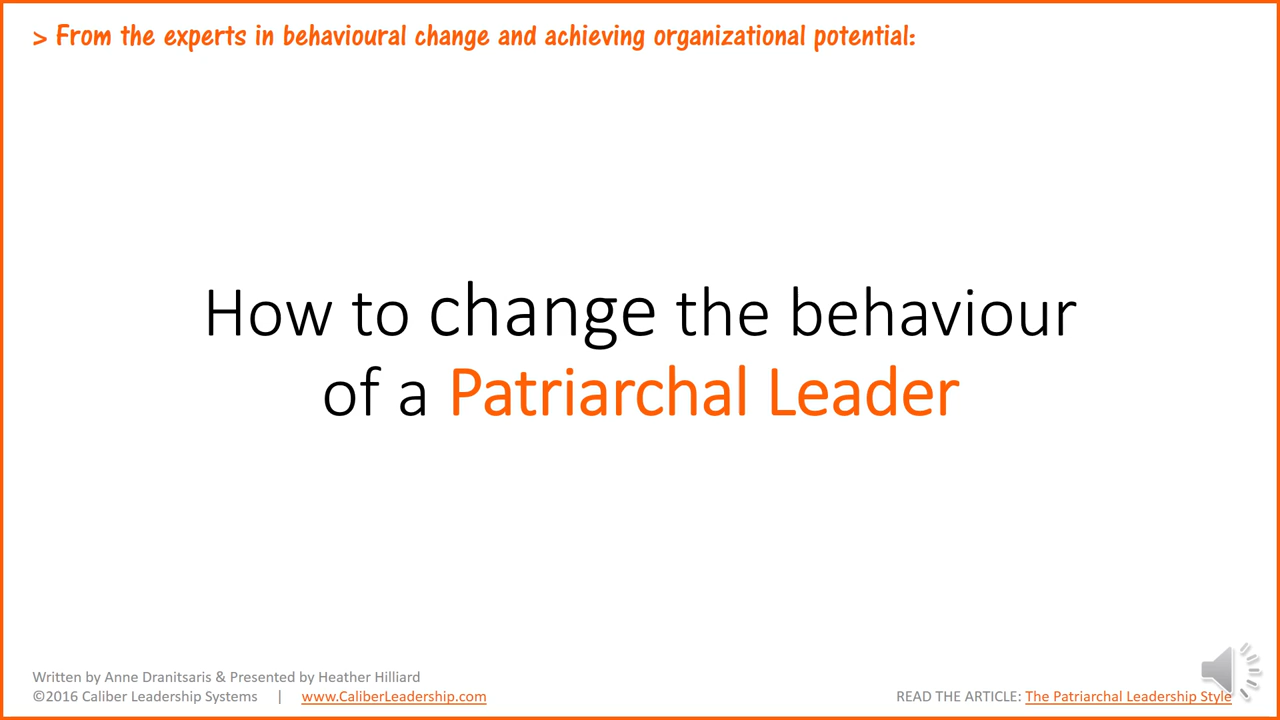 > From the experts in behavioural change and achieving organizational potential:
How to change the behaviour
of a Patriarchal Leader
Written by Anne Dranitsaris & Presented by Heather Hilliard
©2016 Caliber Leadership Systems | www.CaliberLeadership.com
READ THE ARTICLE: The Patriarchal Leadership Style